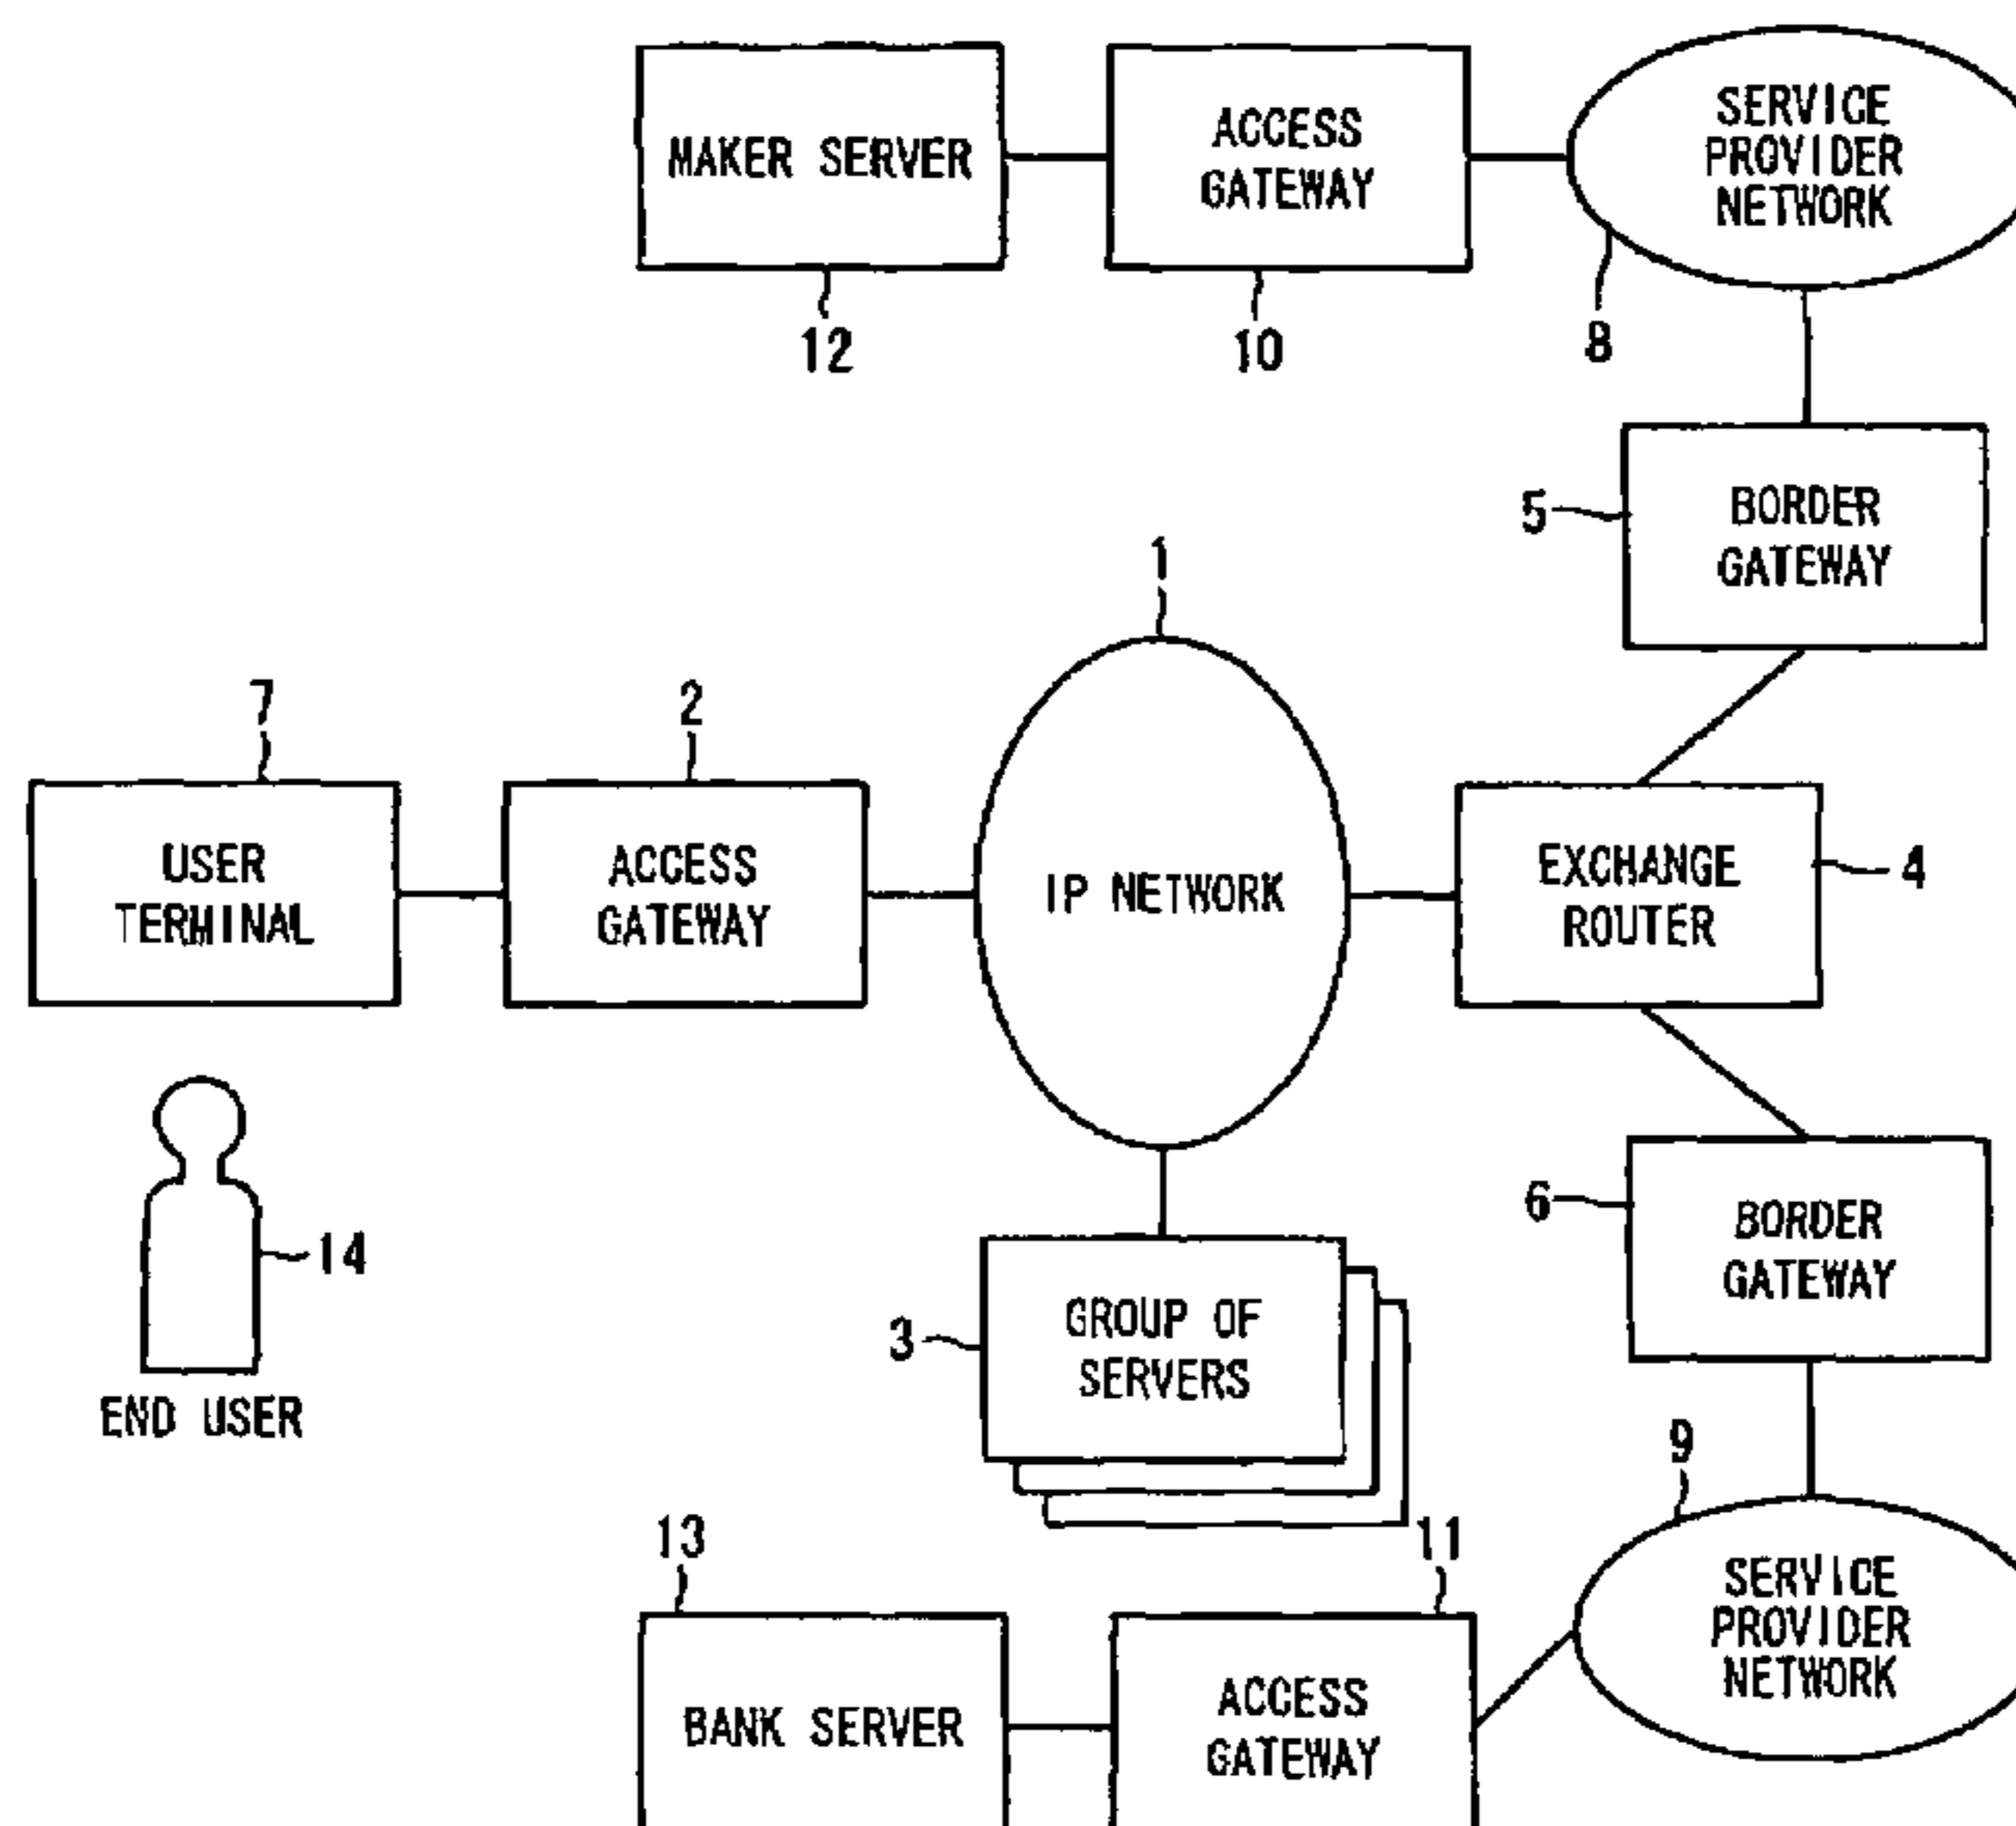 MAKER SERVER
12
ACCESS
GATEWAY
10
SERVICE
PROVIDER
NETWORK
8
5
BORDER
GATEWAY
1
7
2
USER
TERMINAL
ACCESS
GATEWAY
IP NETWORK
EXCHANGE
ROUTER
4
14
END USER
6
BORDER
GATEWAY
3
GROUP OF
SERVERS
9
13
11
BANK SERVER
ACCESS
GATEWAY
SERVICE
PROVIDER
NETWORK